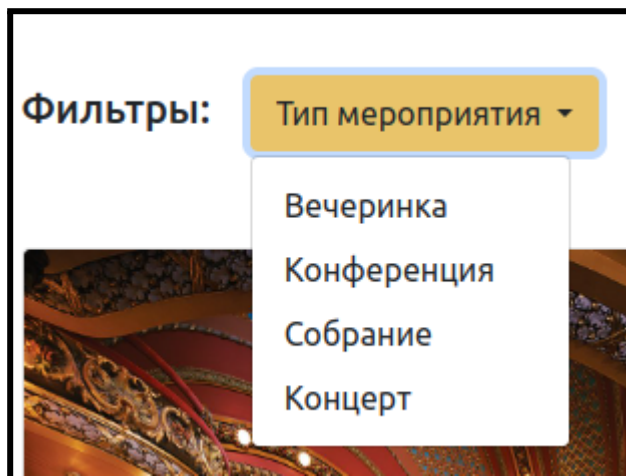 Фильтры: Тип мероприятия
Вечеринка
Конференция
Собрание
Концерт